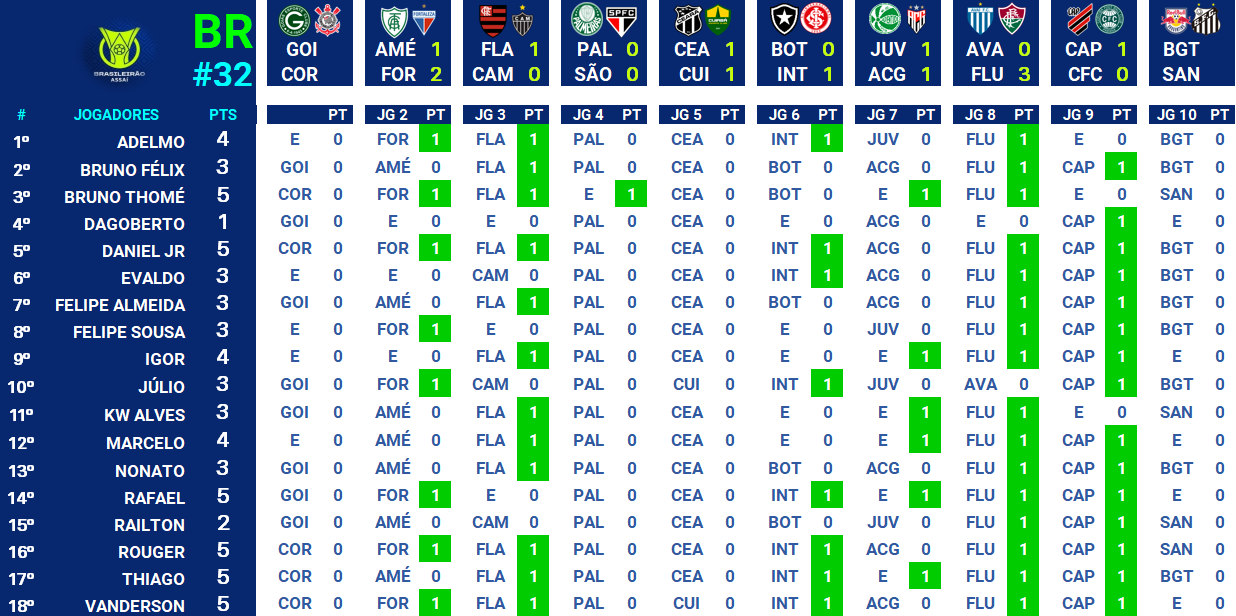 BR
#32
BRASILEIRÃO
ASSAÍ
GOI AMÉ 1 FLA 1 PAL 0 CEA 1 BOT 0 JUV 1 AVA 0 CAP 1 BGT
COR FOR 2 CAM 0 SÃO 0 CUI 1 INT 1 ACG 1 FLU 3 CFC 0 SAN
# JOGADORES PTS PT JG 2 PT JG 3 PT JG 4 PT JG 5 PT JG 6 PT JG 7 PT JG 8 PT JG 9 PT JG 10 PT
1º ADELMO 4 E 0 FOR 1 FLA 1 PAL 0 CEA 0 INT 1 JUV 0 FLU 1 E 0 BGT 0
2º BRUNO FÉLIX 3 GOI 0 AMÉ 0 FLA 1 PAL 0 CEA 0 BOT 0 ACG 0 FLU 1 CAP 1 BGT 0
3º BRUNO THOMÉ 5 COR 0 FOR 1 FLA 1 E 1 CEA 0 BOT 0 E 1 FLU 1 E 0 SAN 0
4º DAGOBERTO 1 GOI 0 E 0 E 0 PAL 0 CEA 0 E 0 ACG 0 E 0 CAP 1 E 0
5º DANIEL JR 5 COR 0 FOR 1 FLA 1 PAL 0 CEA 0 INT 1 ACG 0 FLU 1 CAP 1 BGT 0
6º EVALDO 3 E 0 E 0 CAM 0 PAL 0 CEA 0 INT 1 ACG 0 FLU 1 CAP 1 BGT 0
7º FELIPE ALMEIDA 3 GOI 0 AMÉ 0 FLA 1 PAL 0 CEA 0 BOT 0 ACG 0 FLU 1 CAP 1 BGT 0
8º FELIPE SOUSA 3 E 0 FOR 1 E 0 PAL 0 CEA 0 E 0 JUV 0 FLU 1 CAP 1 BGT 0
9º IGOR 4 E 0 E 0 FLA 1 PAL 0 CEA 0 E 0 E 1 FLU 1 CAP 1 E 0
10º JÚLIO 3 GOI 0 FOR 1 CAM 0 PAL 0 CUI 0 INT 1 JUV 0 AVA 0 CAP 1 BGT 0
11º KW ALVES 3 GOI 0 AMÉ 0 FLA 1 PAL 0 CEA 0 E 0 E 1 FLU 1 E 0 SAN 0
12º MARCELO 4 E 0 AMÉ 0 FLA 1 PAL 0 CEA 0 E 0 E 1 FLU 1 CAP 1 E 0
13º NONATO 3 GOI 0 AMÉ 0 FLA 1 PAL 0 CEA 0 BOT 0 ACG 0 FLU 1 CAP 1 BGT 0
14º RAFAEL 5 GOI 0 FOR 1 E 0 PAL 0 CEA 0 INT 1 E 1 FLU 1 CAP 1 E 0
15º RAILTON 2 GOI 0 AMÉ 0 CAM 0 PAL 0 CEA 0 BOT 0 JUV 0 FLU 1 CAP 1 SAN 0
16º ROUGER 5 COR 0 FOR 1 FLA 1 PAL 0 CEA 0 INT 1 ACG 0 FLU 1 CAP 1 SAN 0
17º THIAGO 5 COR 0 AMÉ 0 FLA 1 PAL 0 CEA 0 INT 1 E 1 FLU 1 CAP 1 BGT 0
18º VANDERSON 5 COR 0 FOR 1 FLA 1 PAL 0 CUI 0 INT 1 ACG 0 FLU 1 CAP 1 E 0